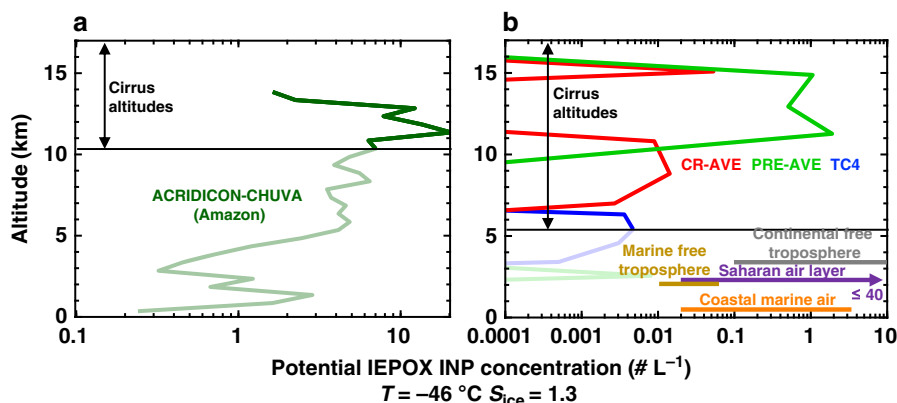 a
b
Altitude (km)
15
10
5
0
Cirrus
altitudes
ACRIDICON-CHUVA
(Amazon)
0.1
1
10
15
10
5
0
Cirrus
altitudes
CR-AVE PRE-AVE TC4
Continental free
troposphere
Marine free
troposphere
Saharan air layer
≤ 40
Coastal marine air
0.0001
0.001
0.01
0.1
1
10
Potential IEPOX INP concentration (# L⁻¹)
T = –46 °C Sice = 1.3